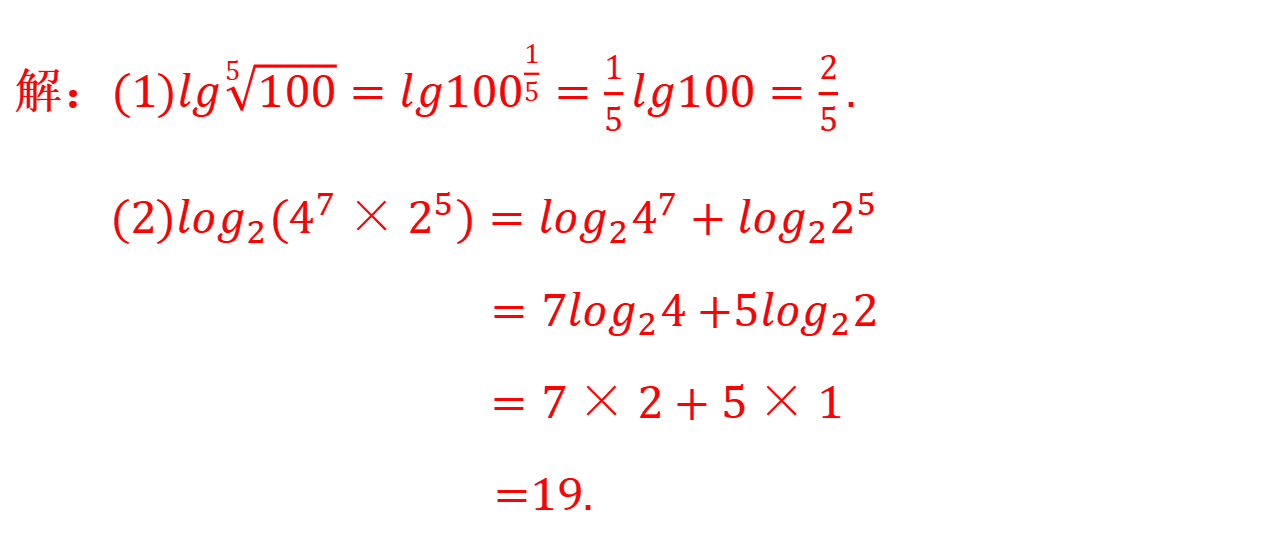 解：(1)lg⁵√100 = lg100^{1/5} = 1/5 lg100 = 2/5.
(2)log₂(4⁷ × 2⁵) = log₂4⁷ + log₂2⁵
= 7log₂4 +5log₂2
= 7 × 2 + 5 × 1
=19.